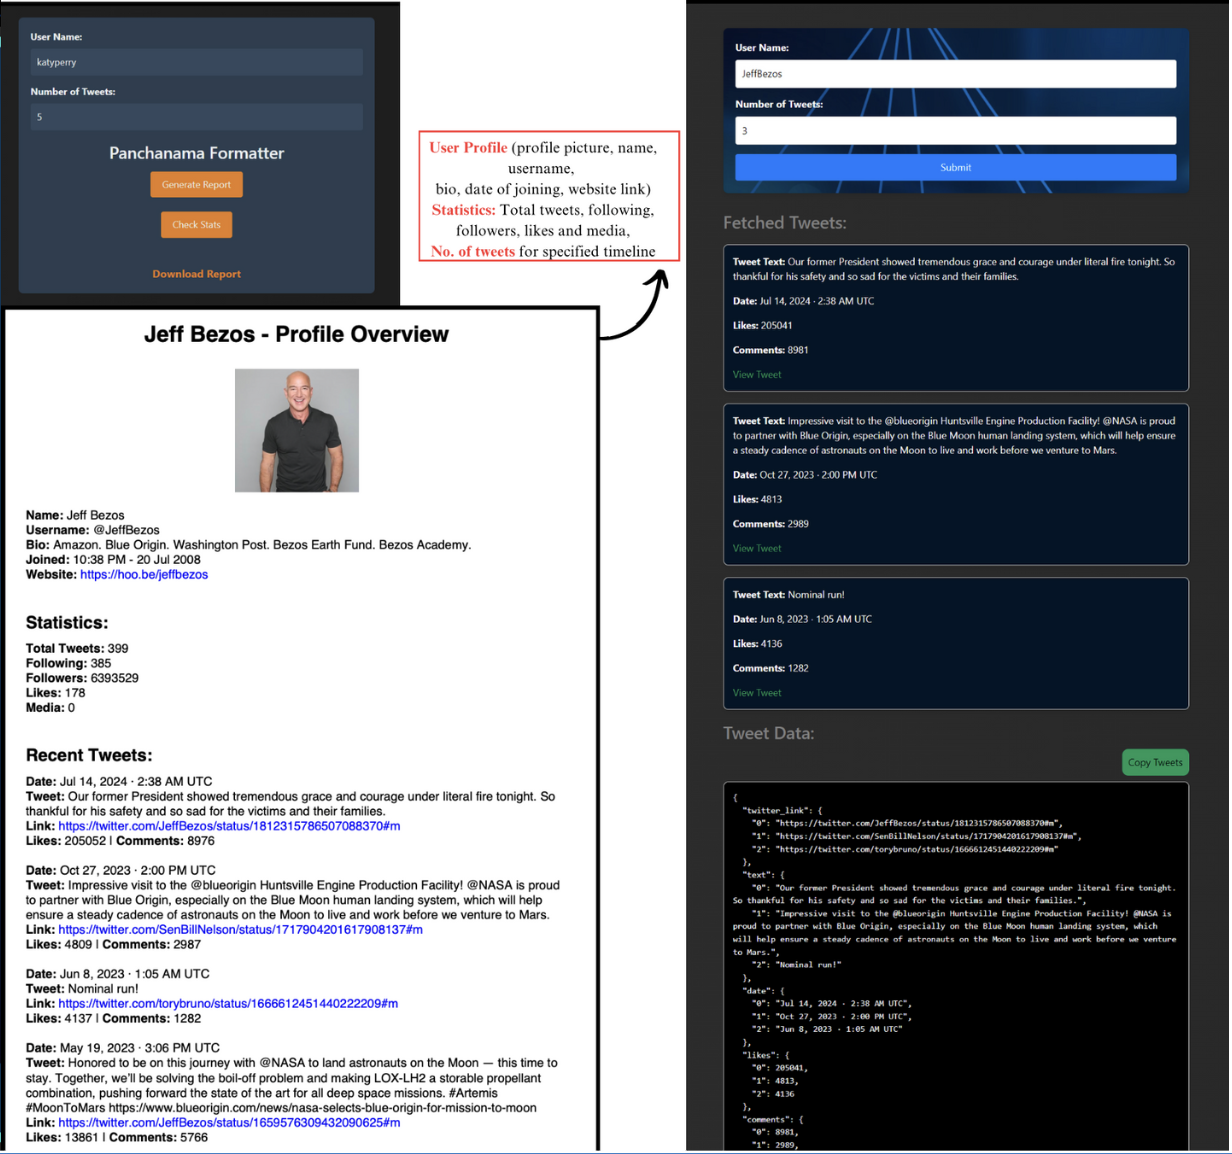 User Name:
katyperry
Number of Tweets:
5
Panchanama Formatter
Generate Report
Check Stats
Download Report
User Profile (profile picture, name,
username,
bio, date of joining, website link)
Statistics: Total tweets, following,
followers, likes and media,
No. of tweets for specified timeline
Jeff Bezos - Profile Overview
Name: Jeff Bezos
Username: @JeffBezos
Bio: Amazon. Blue Origin. Washington Post. Bezos Earth Fund. Bezos Academy.
Joined: 10:38 PM - 20 Jul 2008
Website: https://hoo.be/jeffbezos
Statistics:
Total Tweets: 399
Following: 385
Followers: 6393529
Likes: 178
Media: 0
Recent Tweets:
Date: Jul 14, 2024 · 2:38 AM UTC
Tweet: Our former President showed tremendous grace and courage under literal fire tonight. So
thankful for his safety and so sad for the victims and their families.
Link: https://twitter.com/JeffBezos/status/1812315786507088370#m
Likes: 205052 | Comments: 8976
Date: Oct 27, 2023 · 2:00 PM UTC
Tweet: Impressive visit to the @blueorigin Huntsville Engine Production Facility! @NASA is proud
to partner with Blue Origin, especially on the Blue Moon human landing system, which will help
ensure a steady cadence of astronauts on the Moon to live and work before we venture to Mars.
Link: https://twitter.com/SenBillNelson/status/1717904201617908137#m
Likes: 4809 | Comments: 2987
Date: Jun 8, 2023 · 1:05 AM UTC
Tweet: Nominal run!
Link: https://twitter.com/torybruno/status/1666612451440222209#m
Likes: 4137 | Comments: 1282
Date: May 19, 2023 · 3:06 PM UTC
Tweet: Honored to be on this journey with @NASA to land astronauts on the Moon — this time to
stay. Together, we'll be solving the boil-off problem and making LOX-LH2 a storable propellant
combination, pushing forward the state of the art for all deep space missions. #Artemis
#MoonToMars https://www.blueorigin.com/news/nasa-selects-blue-origin-for-mission-to-moon
Link: https://twitter.com/JeffBezos/status/1659576309432090625#m
Likes: 13861 | Comments: 5766
User Name:
JeffBezos
Number of Tweets:
3
Submit
Fetched Tweets:
Tweet Text: Our former President showed tremendous grace and courage under literal fire tonight. So
thankful for his safety and so sad for the victims and their families.
Date: Jul 14, 2024 · 2:38 AM UTC
Likes: 205041
Comments: 8981
View Tweet
Tweet Text: Impressive visit to the @blueorigin Huntsville Engine Production Facility! @NASA is proud
to partner with Blue Origin, especially on the Blue Moon human landing system, which will help ensure
a steady cadence of astronauts on the Moon to live and work before we venture to Mars.
Date: Oct 27, 2023 · 2:00 PM UTC
Likes: 4813
Comments: 2989
View Tweet
Tweet Text: Nominal run!
Date: Jun 8, 2023 · 1:05 AM UTC
Likes: 4136
Comments: 1282
View Tweet
Tweet Data:
Copy Tweets
{
"twitter_link": {
"0": "https://twitter.com/JeffBezos/status/1812315786507088370#m",
"1": "https://twitter.com/SenBillNelson/status/1717904201617908137#m",
"2": "https://twitter.com/torybruno/status/1666612451440222209#m"
},
"text": {
"0": "Our former President showed tremendous grace and courage under literal fire tonight.
So thankful for his safety and so sad for the victims and their families.",
"1": "Impressive visit to the @blueorigin Huntsville Engine Production Facility! @NASA is
proud to partner with Blue Origin, especially on the Blue Moon human landing system, which
will help ensure a steady cadence of astronauts on the Moon to live and work before we venture
to Mars.",
"2": "Nominal run!"
},
"date": {
"0": "Jul 14, 2024 · 2:38 AM UTC",
"1": "Oct 27, 2023 · 2:00 PM UTC",
"2": "Jun 8, 2023 · 1:05 AM UTC"
},
"likes": {
"0": 205041,
"1": 4813,
"2": 4136
},
"comments": {
"0": 8981,
"1": 2989,